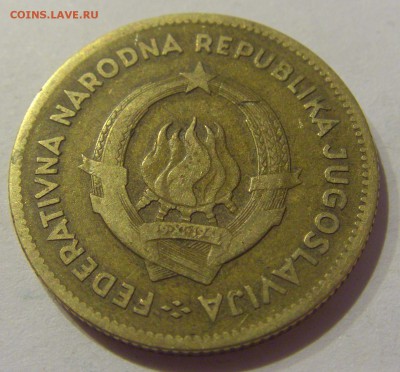 COINS.LAVE.RU
FEDERATIVNA NARODNA REPUBLIKA JUGOSLAVIJA